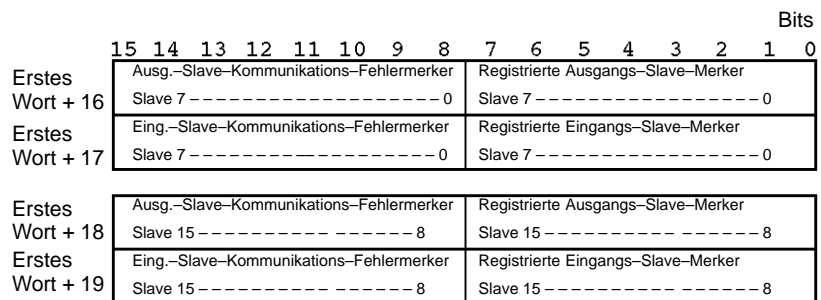 Bits
15 14 13 12 11 10 9 8 7 6 5 4 3 2 1 0
Erstes Wort + 16
Ausg.–Slave–Kommunikations–Fehlermerker
Registrierte Ausgangs–Slave–Merker
Slave 7 – – – – – – – – – – – – – – – – – – – 0
Slave 7 – – – – – – – – – – – – – – – – – 0
Erstes Wort + 17
Eing.–Slave–Kommunikations–Fehlermerker
Registrierte Eingangs–Slave–Merker
Slave 7 – – – – – – – – – – – – – – – – – – – 0
Slave 7 – – – – – – – – – – – – – – – – – 0
Erstes Wort + 18
Ausg.–Slave–Kommunikations–Fehlermerker
Registrierte Ausgangs–Slave–Merker
Slave 15 – – – – – – – – – – – – – – – – 8
Slave 15 – – – – – – – – – – – – – – – – 8
Erstes Wort + 19
Eing.–Slave–Kommunikations–Fehlermerker
Registrierte Eingangs–Slave–Merker
Slave 15 – – – – – – – – – – – – – – – – 8
Slave 15 – – – – – – – – – – – – – – – – 8